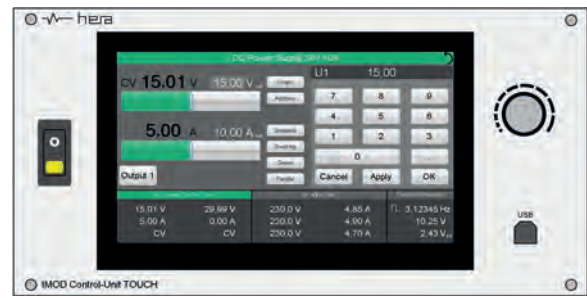 hera
DC Power Supply
U1 15,00
CV 15.01 V 15,00 V
Address
7 8 9
4 5 6
1 2 3
0
5.00 A 10,00 A
Output 1
Parallel
Cancel Apply OK
15.01 V 29,99 V 230.0 V 4.85 A 3,12345 Hz
5.00 A 0.00 A 230.0 V 4.90 A 10.25 V
CV CV 230.0 V 4.70 A 2.43 V
USB
tMOD Control-Unit TOUCH